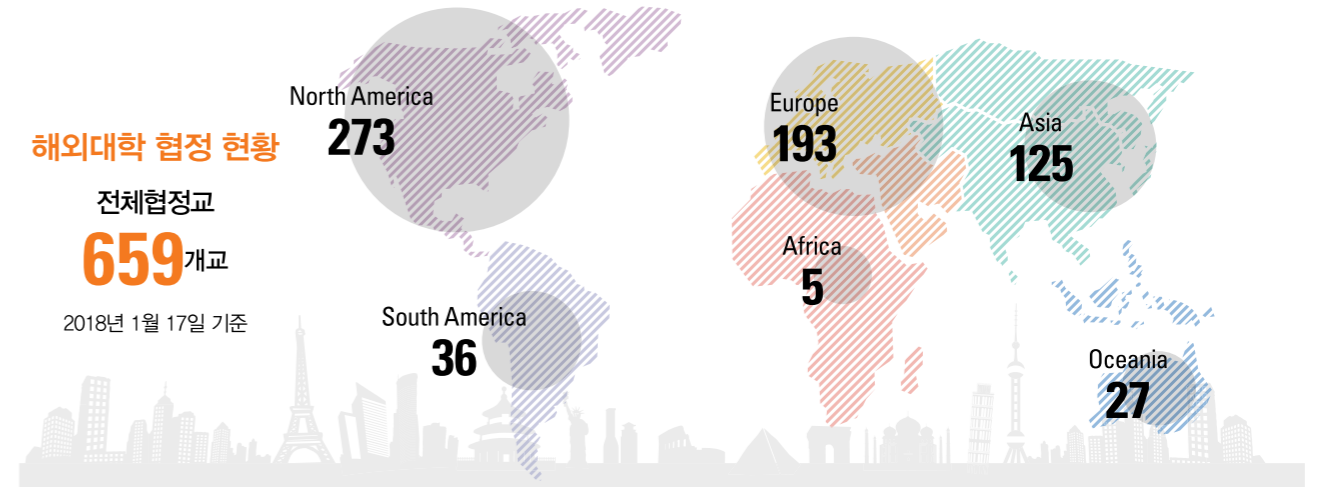 해외대학 협정 현황
전체협정교
659개교
2018년 1월 17일 기준
North America
273
South America
36
Europe
193
Africa
5
Asia
125
Oceania
27